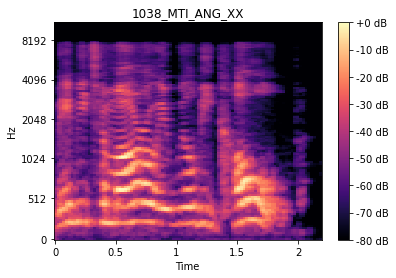 1038_MTI_ANG_XX
Hz
8192
4096
2048
1024
512
0
0
0.5
1
1.5
2
Time
+0 dB
-10 dB
-20 dB
-30 dB
-40 dB
-50 dB
-60 dB
-70 dB
-80 dB